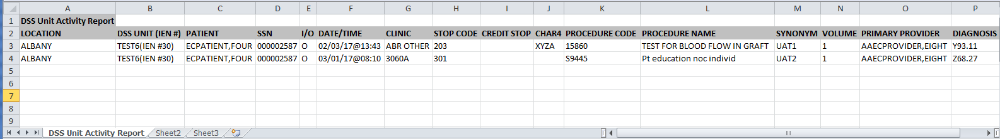 A B C D E F G H I J K L M N O P
1 DSS Unit Activity Report
2 LOCATION DSS UNIT (IEN #) PATIENT SSN I/O DATE/TIME CLINIC STOP CODE CREDIT STOP CHAR4 PROCEDURE CODE PROCEDURE NAME SYNONYM VOLUME PRIMARY PROVIDER DIAGNOSIS
3 ALBANY TEST6(IEN #30) ECPATIENT,FOUR 000002587 O 02/03/17@13:43 ABR OTHER 203 XYZA 15860 TEST FOR BLOOD FLOW IN GRAFT UAT1 1 AAECPROVIDER,EIGHT Y93.11
4 ALBANY TEST6(IEN #30) ECPATIENT,FOUR 000002587 O 03/01/17@08:10 3060A 301 S9445 Pt education noc individ UAT2 1 AAECPROVIDER,EIGHT Z68.27
5
6
7
8
9
DSS Unit Activity Report Sheet2 Sheet3